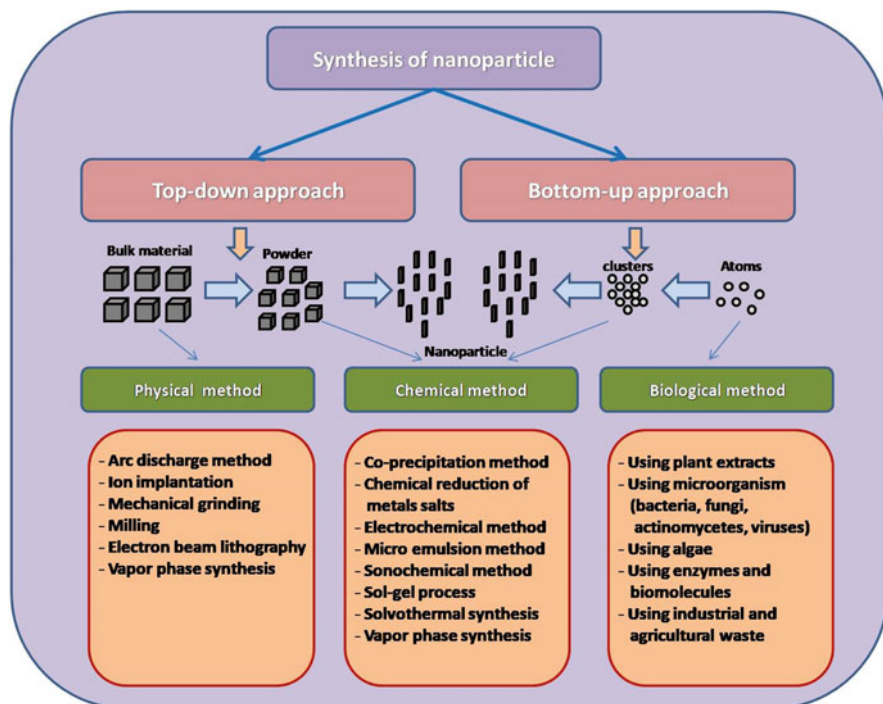 Synthesis of nanoparticle
Top-down approach
Bottom-up approach
Bulk material
Powder
clusters
Atoms
Nanoparticle
Physical method
Chemical method
Biological method
- Arc discharge method
- Ion implantation
- Mechanical grinding
- Milling
- Electron beam lithography
- Vapor phase synthesis
- Co-precipitation method
- Chemical reduction of
metals salts
- Electrochemical method
- Micro emulsion method
- Sonochemical method
- Sol-gel process
- Solvothermal synthesis
- Vapor phase synthesis
- Using plant extracts
- Using microorganism
(bacteria, fungi,
actinomycetes, viruses)
- Using algae
- Using enzymes and
biomolecules
- Using industrial and
agricultural waste